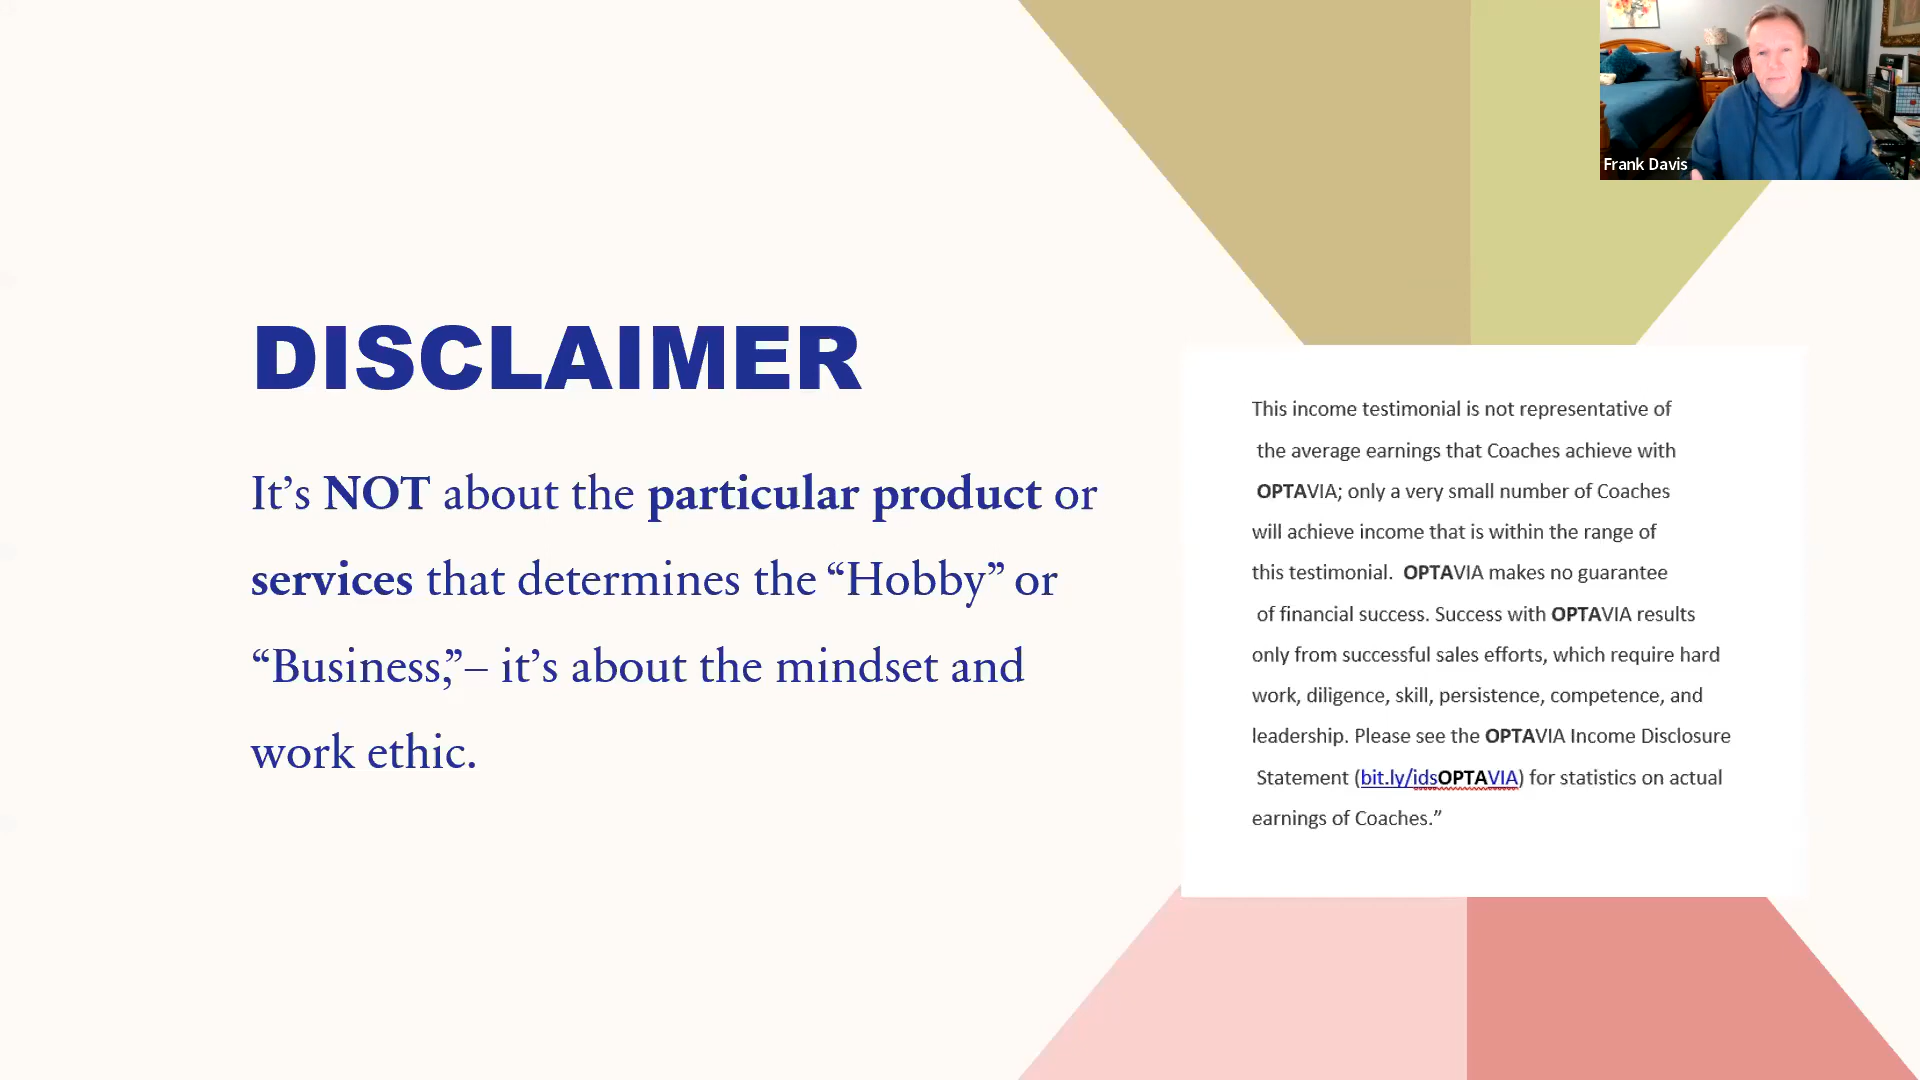 Frank Davis
DISCLAIMER
It’s NOT about the particular product or
services that determines the “Hobby” or
“Business,”– it’s about the mindset and
work ethic.
This income testimonial is not representative of
the average earnings that Coaches achieve with
OPTAVIA; only a very small number of Coaches
will achieve income that is within the range of
this testimonial. OPTAVIA makes no guarantee
of financial success. Success with OPTAVIA results
only from successful sales efforts, which require hard
work, diligence, skill, persistence, competence, and
leadership. Please see the OPTAVIA Income Disclosure
Statement (bit.ly/idsOPTAVIA) for statistics on actual
earnings of Coaches.”